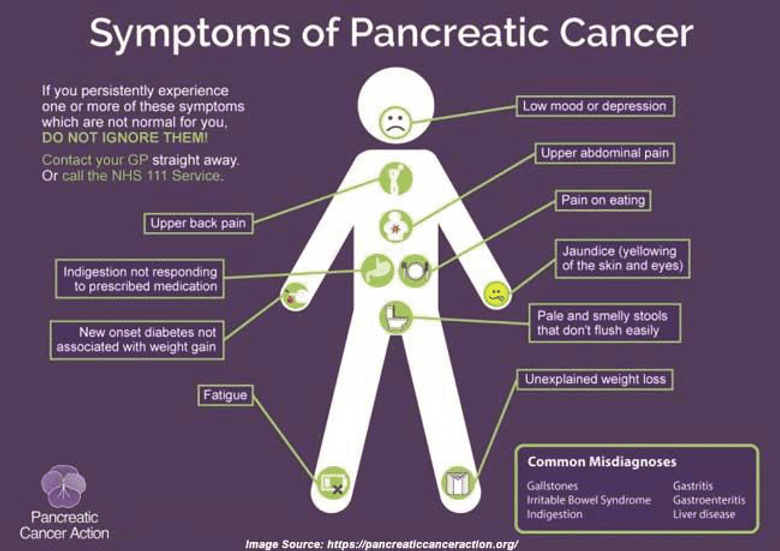 Symptoms of Pancreatic Cancer
If you persistently experience
one or more of these symptoms
which are not normal for you,
DO NOT IGNORE THEM!
Contact your GP straight away.
Or call the NHS 111 Service.
Low mood or depression
Upper abdominal pain
Pain on eating
Upper back pain
Jaundice (yellowing
of the skin and eyes)
Indigestion not responding
to prescribed medication
Pale and smelly stools
that don't flush easily
New onset diabetes not
associated with weight gain
Unexplained weight loss
Fatigue
Common Misdiagnoses
Gallstones
Irritable Bowel Syndrome
Indigestion
Gastritis
Gastroenteritis
Liver disease
Pancreatic
Cancer Action
Image Source: https://pancreaticcanceraction.org/